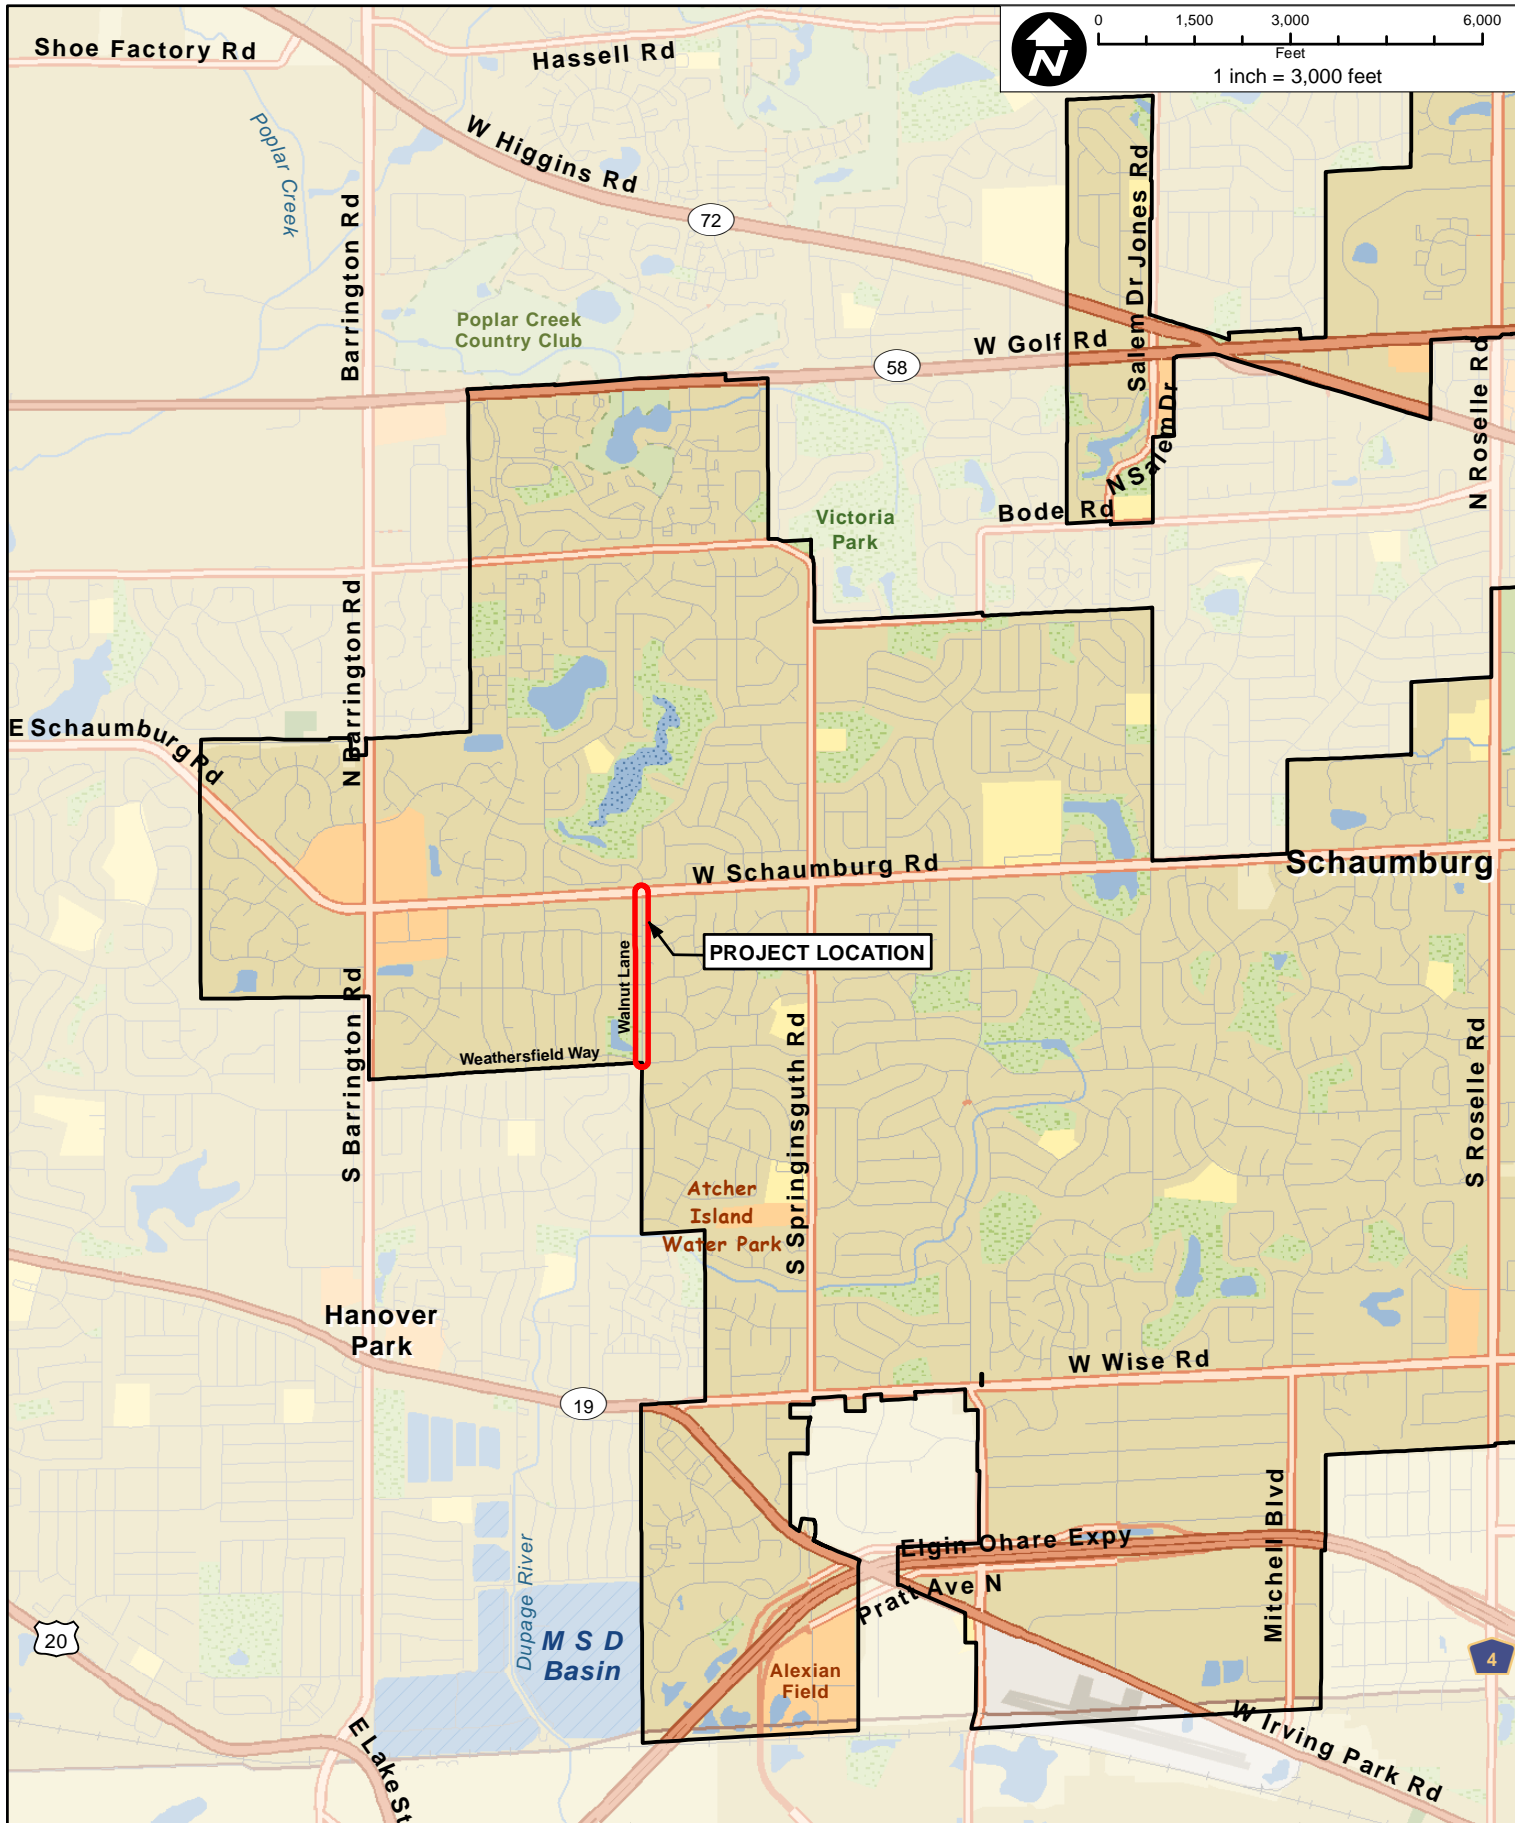 0 1,500 3,000 6,000
Feet
1 inch = 3,000 feet
N
Shoe Factory Rd
Hassell Rd
Poplar Creek
W Higgins Rd
72
Barrington Rd
Salem Dr Jones Rd
Poplar Creek
Country Club
W Golf Rd
58
N Salem Dr
N Roselle Rd
Bode Rd
Victoria
Park
N Barrington Rd
E Schaumburg Rd
W Schaumburg Rd
Schaumburg
PROJECT LOCATION
Walnut Lane
Weathersfield Way
S Barrington Rd
S Springinsguth Rd
S Roselle Rd
Atcher
Island
Water Park
Hanover
Park
W Wise Rd
19
Mitchell Blvd
Elgin Ohare Expy
Pratt Ave N
Dupage River
M S D
Basin
20
4
Alexian
Field
W Irving Park Rd
E Lake St